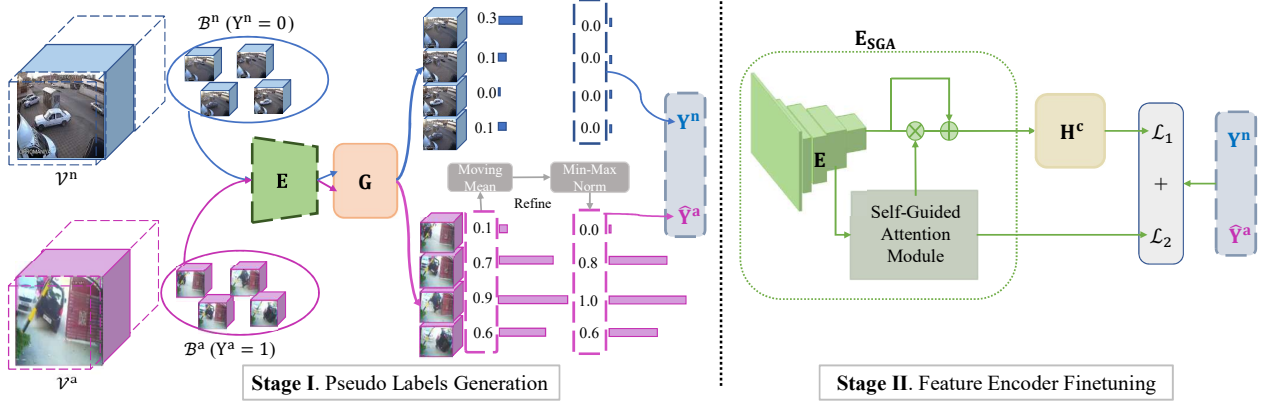 𝓑ⁿ (Yⁿ = 0)
𝒱ⁿ
E
G
0.3
0.1
0.0
0.1
0.0
0.0
0.0
0.0
Yⁿ
Ŷᵃ
Moving
Mean
Min-Max
Norm
Refine
0.1
0.7
0.9
0.6
0.0
0.8
1.0
0.6
𝓑ᵃ (Yᵃ = 1)
𝒱ᵃ
Stage I. Pseudo Labels Generation
E_SGA
E
Self-Guided
Attention
Module
Hᶜ
ℒ₁
+
ℒ₂
Yⁿ
Ŷᵃ
Stage II. Feature Encoder Finetuning